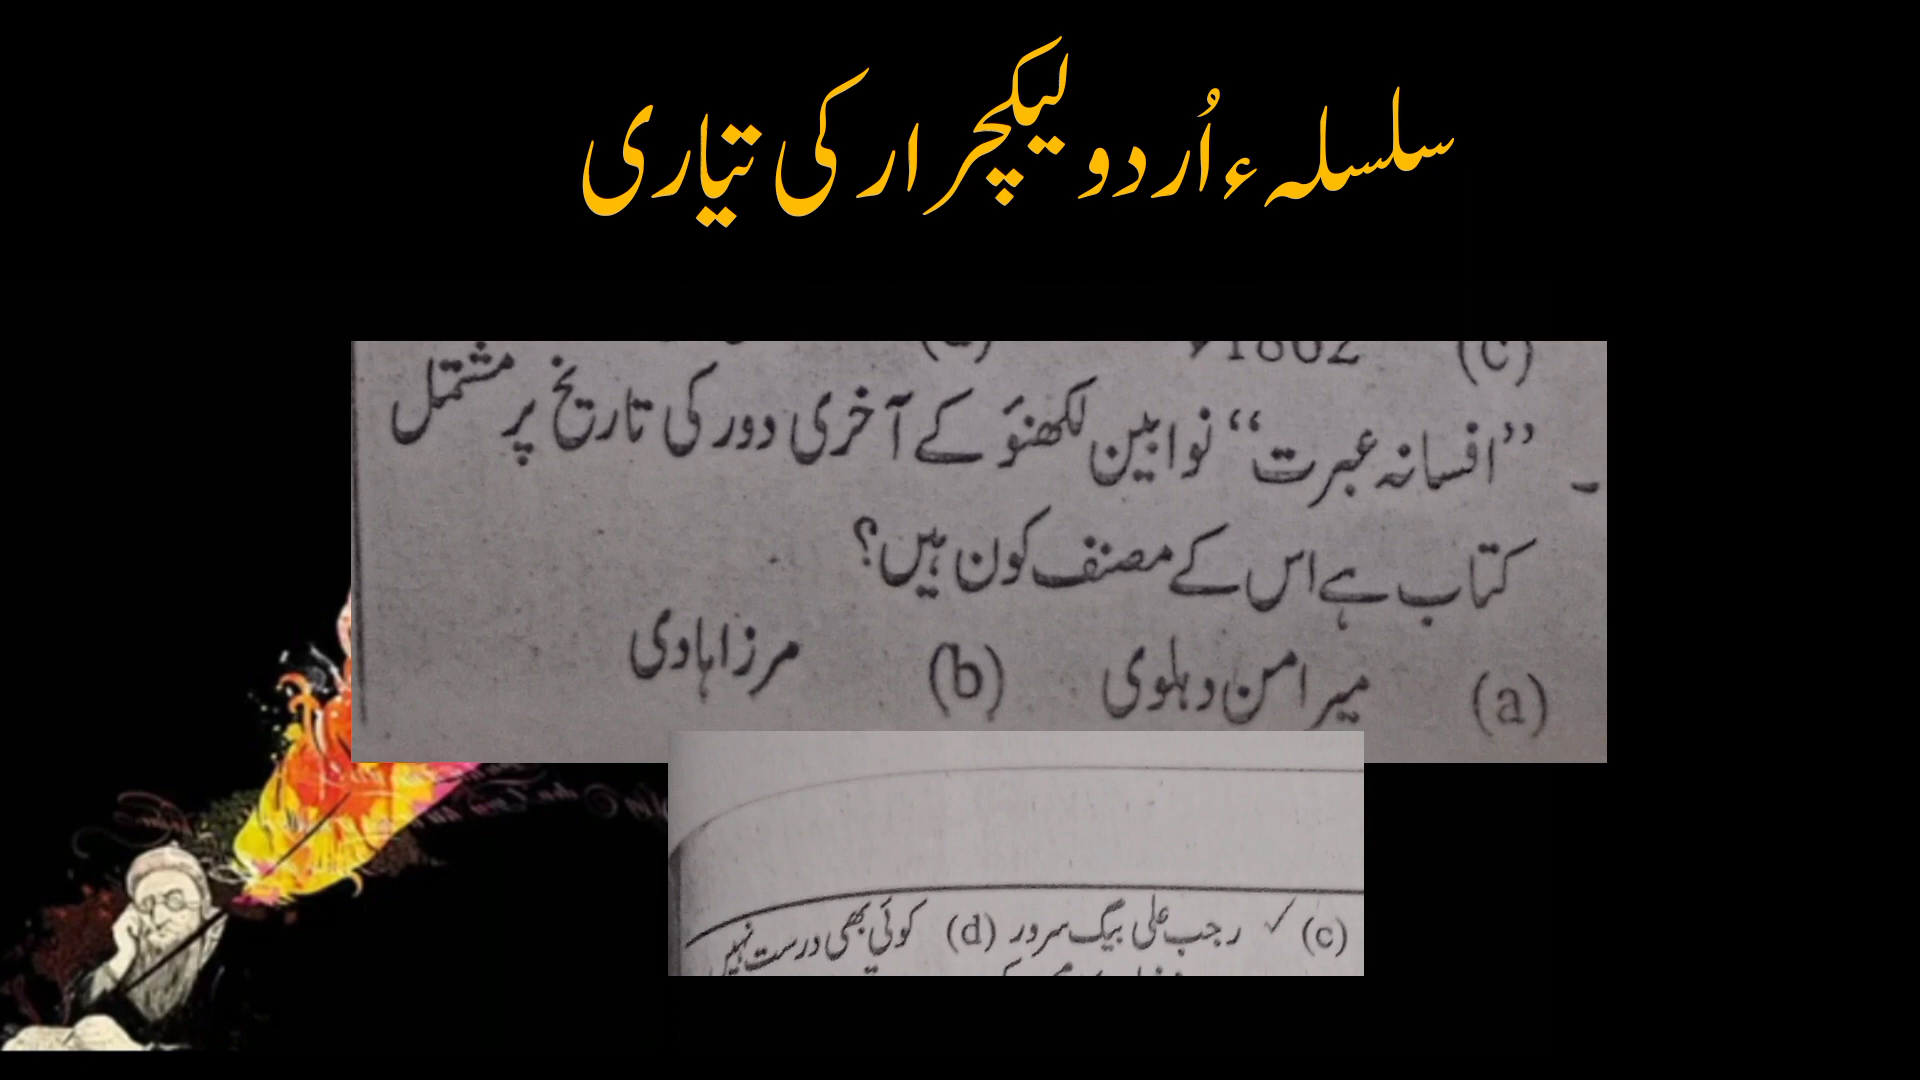 سلسلہ ء اُردو لیکچرار کی تیاری
(c) 1802ء
۔ ’’افسانہ عبرت‘‘ نوابین لکھنؤ کے آخری دور کی تاریخ پر مشتمل
کتاب ہے اس کے مصنف کون ہیں؟
(a) میر امن دہلوی (b) مرزا ہادی
(c) ✓ رجب علی بیگ سرور (d) کوئی بھی درست نہیں